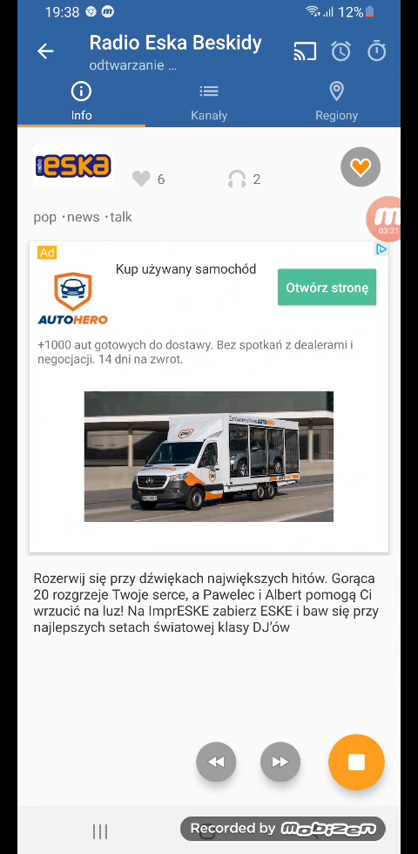 19:38
12%
Radio Eska Beskidy
odtwarzanie ...
Info
Kanały
Regiony
radio ESKA
6
2
pop · news · talk
03:21
Ad
Kup używany samochód
Otwórz stronę
AUTOHERO
+1000 aut gotowych do dostawy. Bez spotkań z dealerami i
negocjacji. 14 dni na zwrot.
AUTOHERO
Rozerwij się przy dźwiękach największych hitów. Gorąca
20 rozgrzeje Twoje serce, a Pawelec i Albert pomogą Ci
wrzucić na luz! Na ImprESKE zabierz ESKE i baw się przy
najlepszych setach światowej klasy DJ'ów
Recorded by mobizen